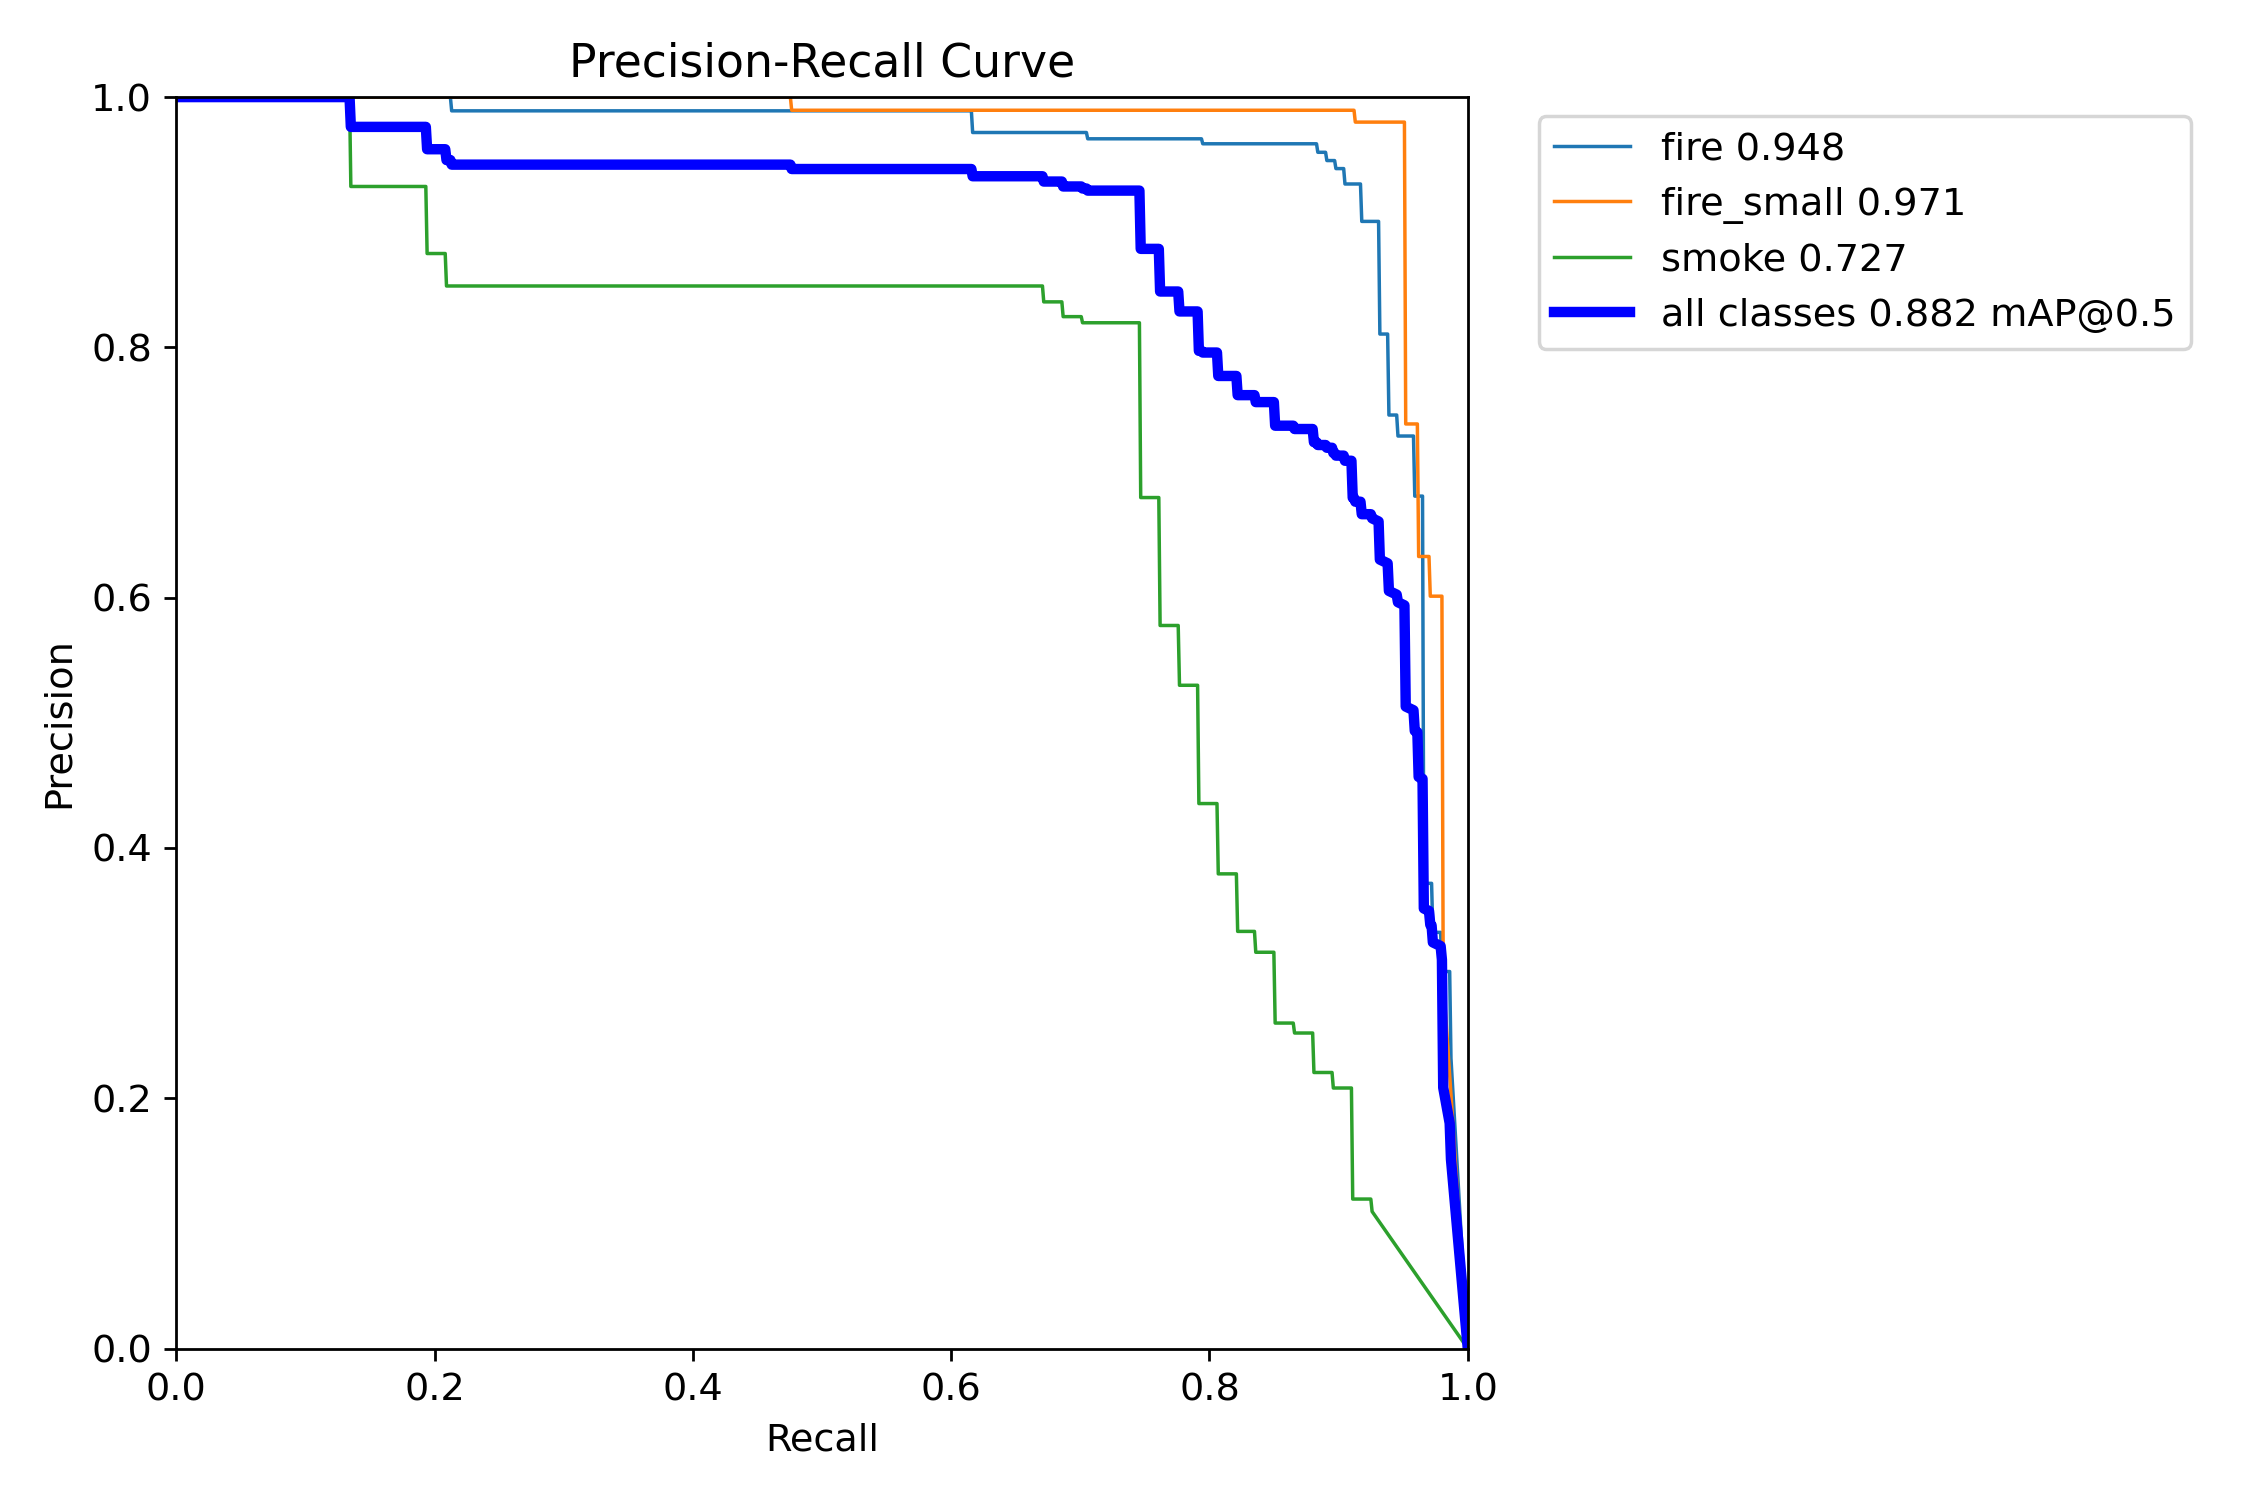 Precision-Recall Curve
1.0
0.8
0.6
0.4
0.2
0.0
Precision
0.0 0.2 0.4 0.6 0.8 1.0
Recall
fire 0.948
fire_small 0.971
smoke 0.727
all classes 0.882 mAP@0.5